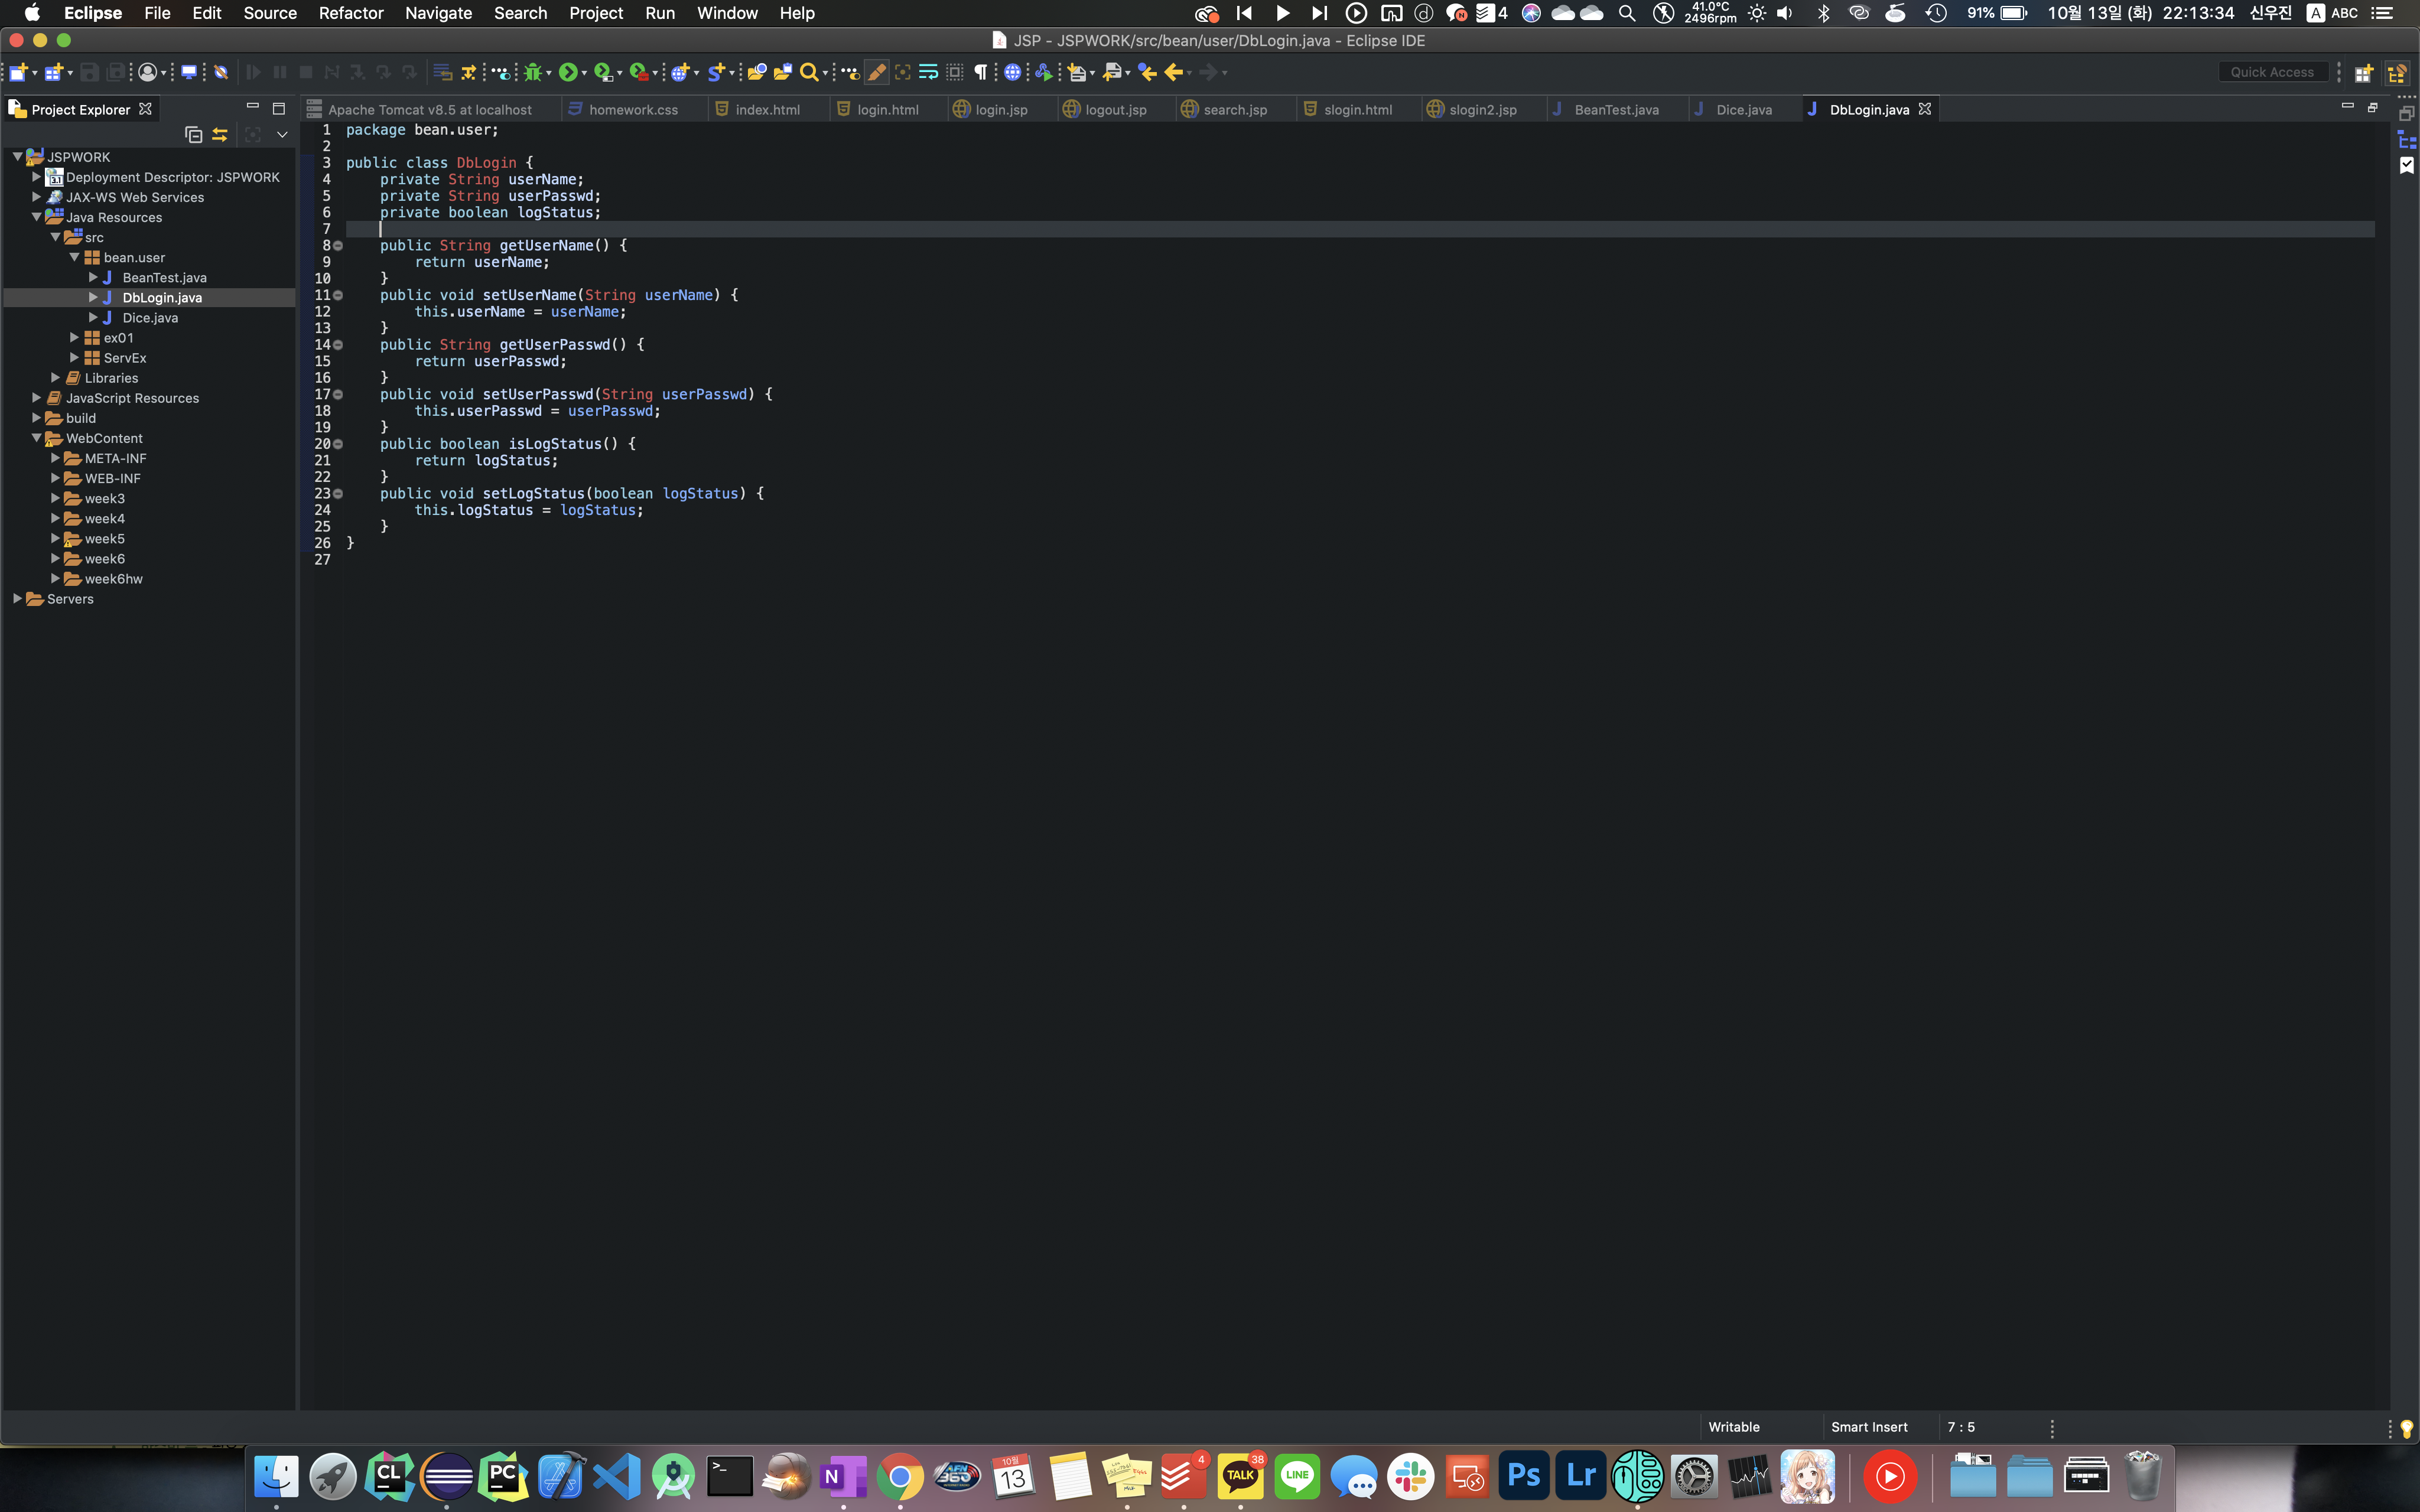 Eclipse File Edit Source Refactor Navigate Search Project Run Window Help 4 41.0°C 2496rpm 91% 10월 13일 (화) 22:13:34 신우진 A ABC
JSP - JSPWORK/src/bean/user/DbLogin.java - Eclipse IDE
Quick Access
Project Explorer
Apache Tomcat v8.5 at localhost homework.css index.html login.html login.jsp logout.jsp search.jsp slogin.html slogin2.jsp BeanTest.java Dice.java DbLogin.java
JSPWORK
Deployment Descriptor: JSPWORK
JAX-WS Web Services
Java Resources
src
bean.user
BeanTest.java
DbLogin.java
Dice.java
ex01
ServEx
Libraries
JavaScript Resources
build
WebContent
META-INF
WEB-INF
week3
week4
week5
week6
week6hw
Servers
1 package bean.user;
2
3 public class DbLogin {
4 private String userName;
5 private String userPasswd;
6 private boolean logStatus;
7
8 public String getUserName() {
9 return userName;
10 }
11 public void setUserName(String userName) {
12 this.userName = userName;
13 }
14 public String getUserPasswd() {
15 return userPasswd;
16 }
17 public void setUserPasswd(String userPasswd) {
18 this.userPasswd = userPasswd;
19 }
20 public boolean isLogStatus() {
21 return logStatus;
22 }
23 public void setLogStatus(boolean logStatus) {
24 this.logStatus = logStatus;
25 }
26 }
27
Writable Smart Insert 7 : 5
CL PC N 10월 13 4 TALK 38 LINE Ps Lr